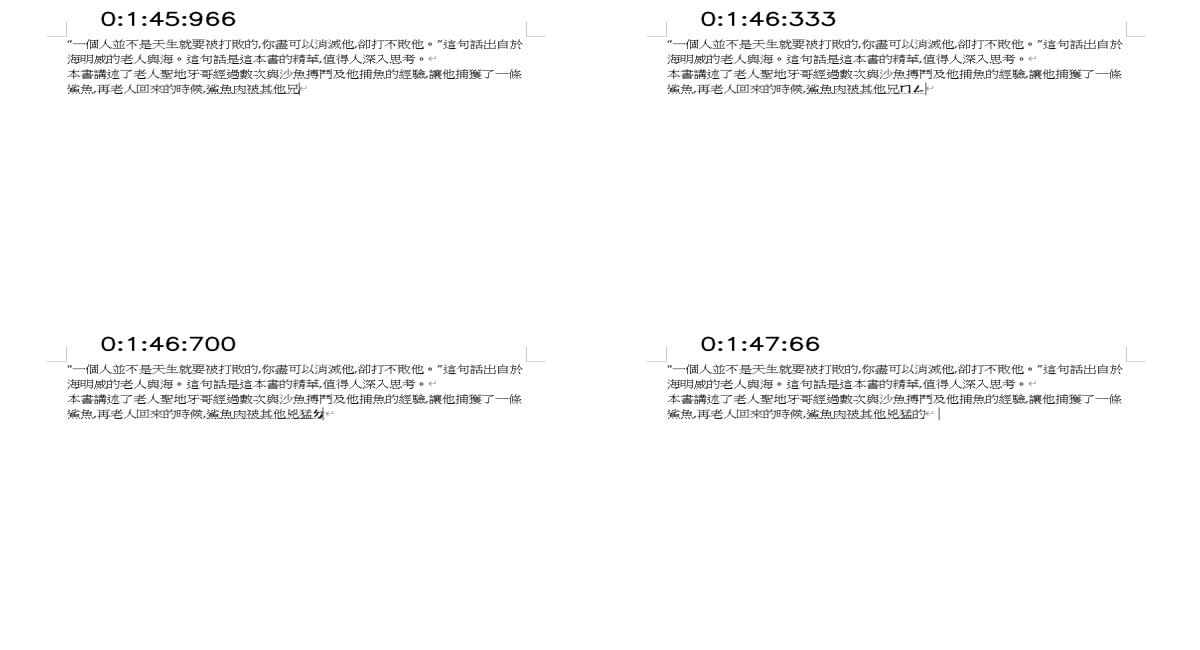 0:1:45:966
“一個人並不是天生就要被打敗的,你盡可以消滅他,卻打不敗他。”這句話出自於
海明威的老人與海。這句話是這本書的精華,值得人深入思考。
本書講述了老人聖地牙哥經過數次與沙魚搏鬥及他捕魚的經驗,讓他捕獲了一條
鯊魚,再老人回來的時候,鯊魚肉被其他兄
0:1:46:333
“一個人並不是天生就要被打敗的,你盡可以消滅他,卻打不敗他。”這句話出自於
海明威的老人與海。這句話是這本書的精華,值得人深入思考。
本書講述了老人聖地牙哥經過數次與沙魚搏鬥及他捕魚的經驗,讓他捕獲了一條
鯊魚,再老人回來的時候,鯊魚肉被其他兄ㄇㄥ
0:1:46:700
“一個人並不是天生就要被打敗的,你盡可以消滅他,卻打不敗他。”這句話出自於
海明威的老人與海。這句話是這本書的精華,值得人深入思考。
本書講述了老人聖地牙哥經過數次與沙魚搏鬥及他捕魚的經驗,讓他捕獲了一條
鯊魚,再老人回來的時候,鯊魚肉被其他兇猛ㄉ
0:1:47:66
“一個人並不是天生就要被打敗的,你盡可以消滅他,卻打不敗他。”這句話出自於
海明威的老人與海。這句話是這本書的精華,值得人深入思考。
本書講述了老人聖地牙哥經過數次與沙魚搏鬥及他捕魚的經驗,讓他捕獲了一條
鯊魚,再老人回來的時候,鯊魚肉被其他兇猛的